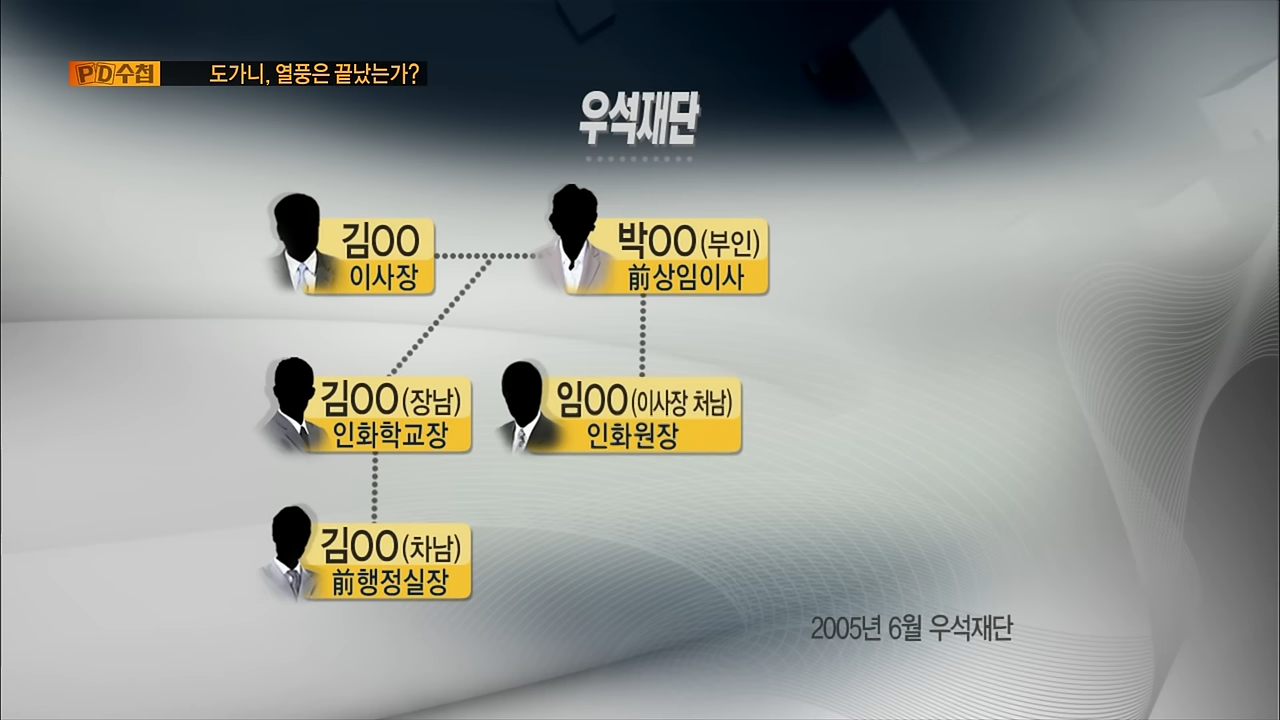 PD수첩 도가니, 열풍은 끝났는가?
우석재단
김OO
이사장
박OO (부인)
前상임이사
김OO (장남)
인화학교장
임OO (이사장 처남)
인화원장
김OO (차남)
前행정실장
2005년 6월 우석재단